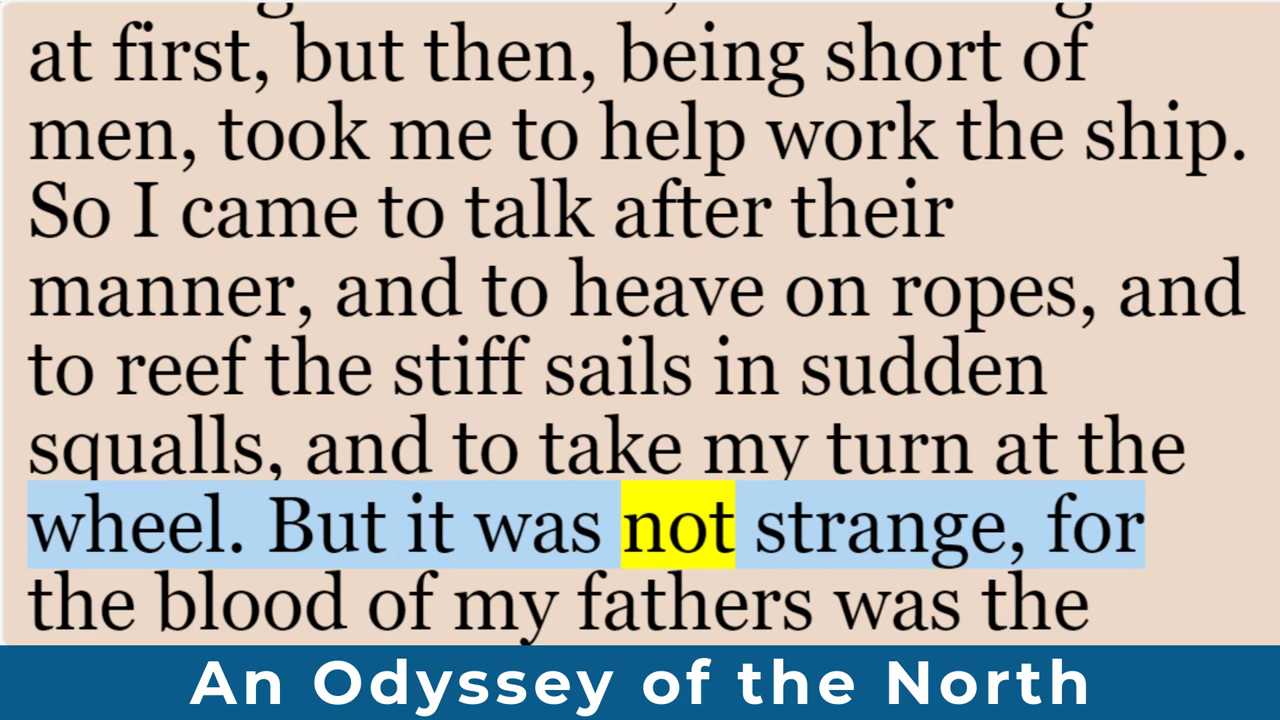 at first, but then, being short of
men, took me to help work the ship.
So I came to talk after their
manner, and to heave on ropes, and
to reef the stiff sails in sudden
squalls, and to take my turn at the
wheel. But it was not strange, for
the blood of my fathers was the
An Odyssey of the North